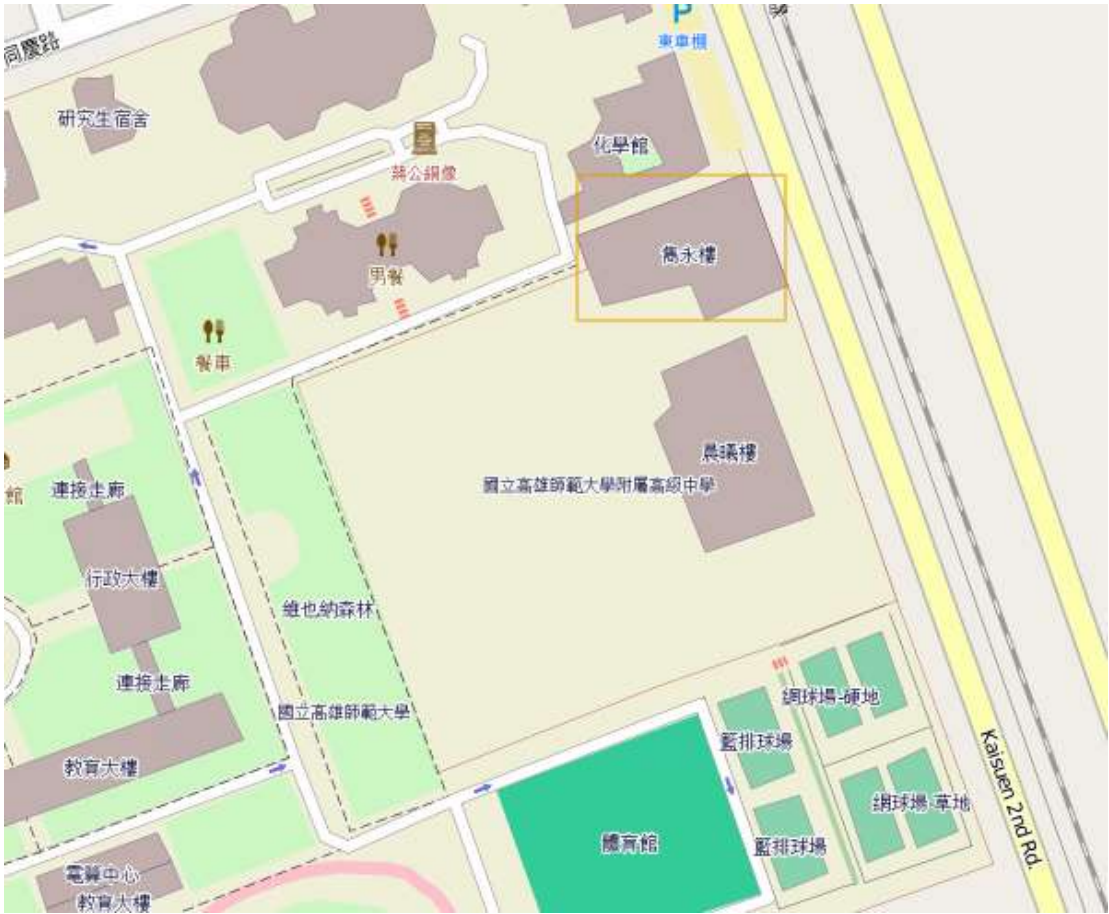 同慶路
P
東車棚
研究生宿舍
化學館
蔣公銅像
雋永樓
男餐
餐車
晨曦樓
館
連接走廊
國立高雄師範大學附屬高級中學
行政大樓
維也納森林
連接走廊
網球場-硬地
國立高雄師範大學
籃排球場
教育大樓
Kaisuen 2nd Rd.
網球場-草地
體育館
籃排球場
電算中心
教育大樓